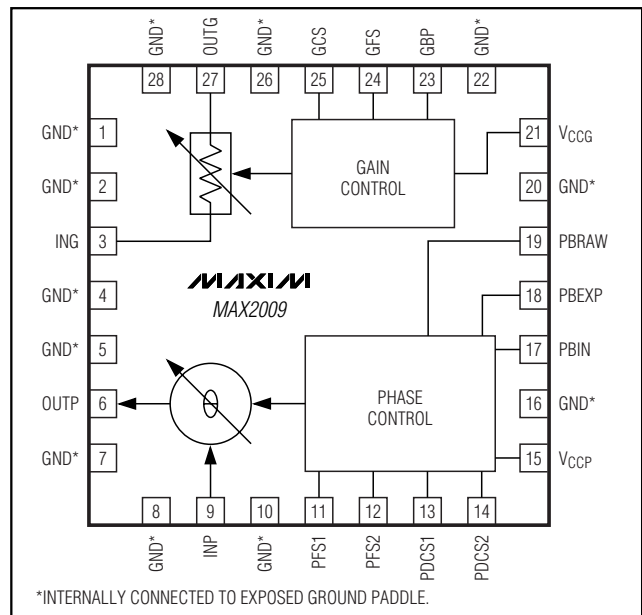 GND*
OUTG
GND*
GCS
GFS
GBP
GND*
28
27
26
25
24
23
22
GND*
1
GND*
2
ING
3
GND*
4
GND*
5
OUTP
6
GND*
7
GAIN
CONTROL
21
VCCG
20
GND*
19
PBRAW
18
PBEXP
17
PBIN
16
GND*
15
VCCP
MAXIM
MAX2009
θ
PHASE
CONTROL
8
9
10
11
12
13
14
GND*
INP
GND*
PFS1
PFS2
PDCS1
PDCS2
*INTERNALLY CONNECTED TO EXPOSED GROUND PADDLE.